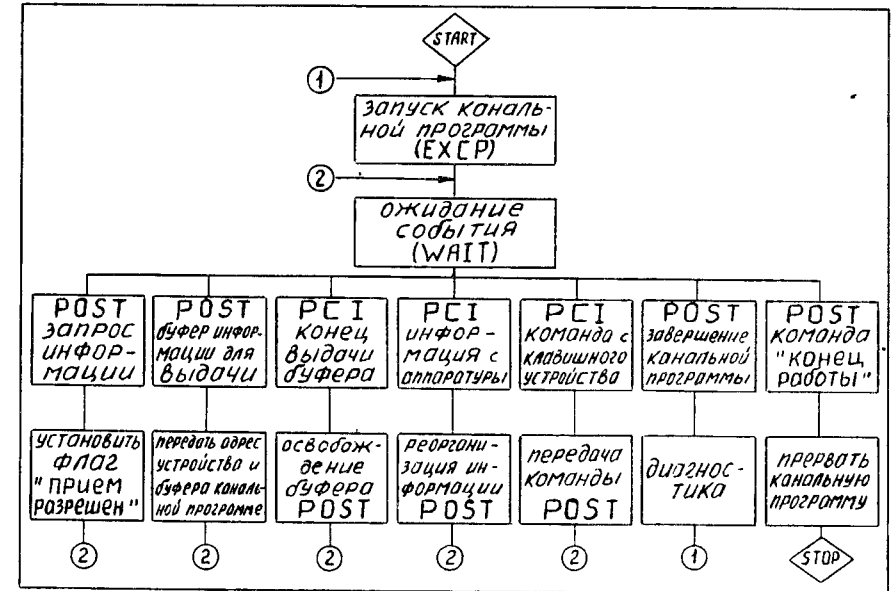 START
1
запуск каналь-
ной программы
(EXCP)
2
ожидание
события
(WAIT)
POST
запрос
инфор-
мации
POST
буфер инфор-
мации для
выдачи
PCI
конец
выдачи
буфера
PCI
инфор-
мация с
аппаратуры
PCI
команда с
клавишного
устройства
POST
завершение
канальной
программы
POST
команда
"конец
работы"
установить
флаг
"прием
разрешен"
передать адрес
устройства и
буфера каналь-
ной программе
освобож-
дение
буфера
POST
реоргани-
зация ин-
формации
POST
передача
команды
POST
диагнос-
тика
прервать
канальную
программу
2
2
2
2
2
1
STOP